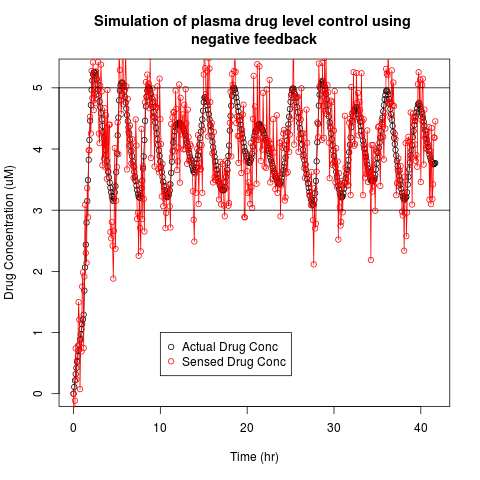 Simulation of plasma drug level control using
negative feedback
Drug Concentration (uM)
5
4
3
2
1
0
Actual Drug Conc
Sensed Drug Conc
0 10 20 30 40
Time (hr)